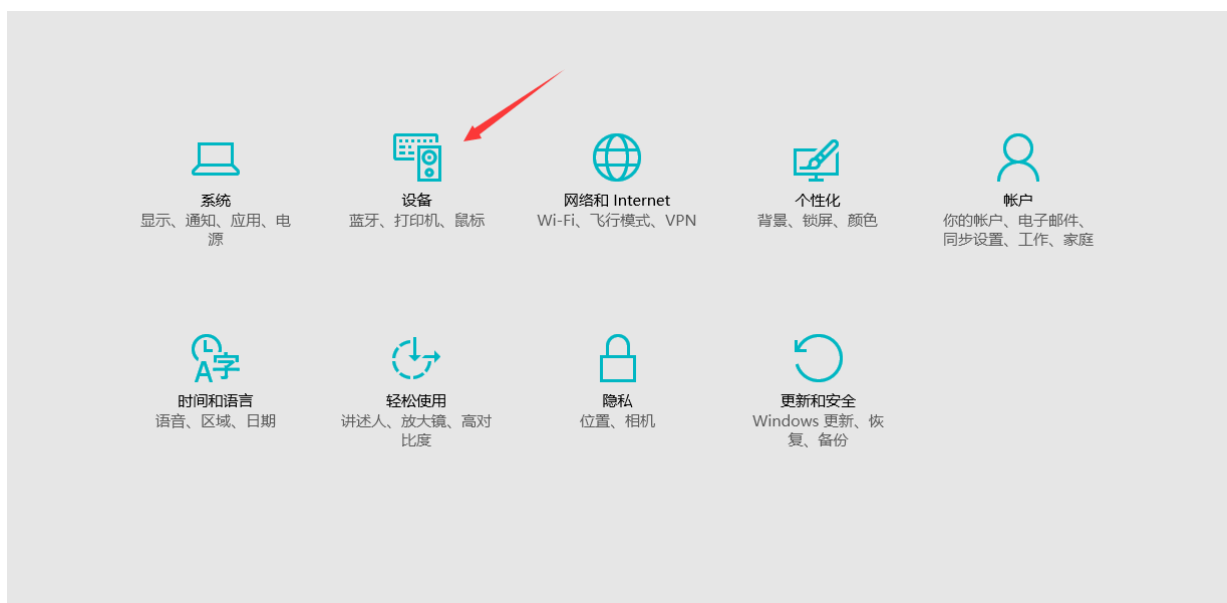 系统
显示、通知、应用、电
源
设备
蓝牙、打印机、鼠标
网络和 Internet
Wi-Fi、飞行模式、VPN
个性化
背景、锁屏、颜色
帐户
你的帐户、电子邮件、
同步设置、工作、家庭
A字
时间和语言
语音、区域、日期
轻松使用
讲述人、放大镜、高对
比度
隐私
位置、相机
更新和安全
Windows 更新、恢
复、备份